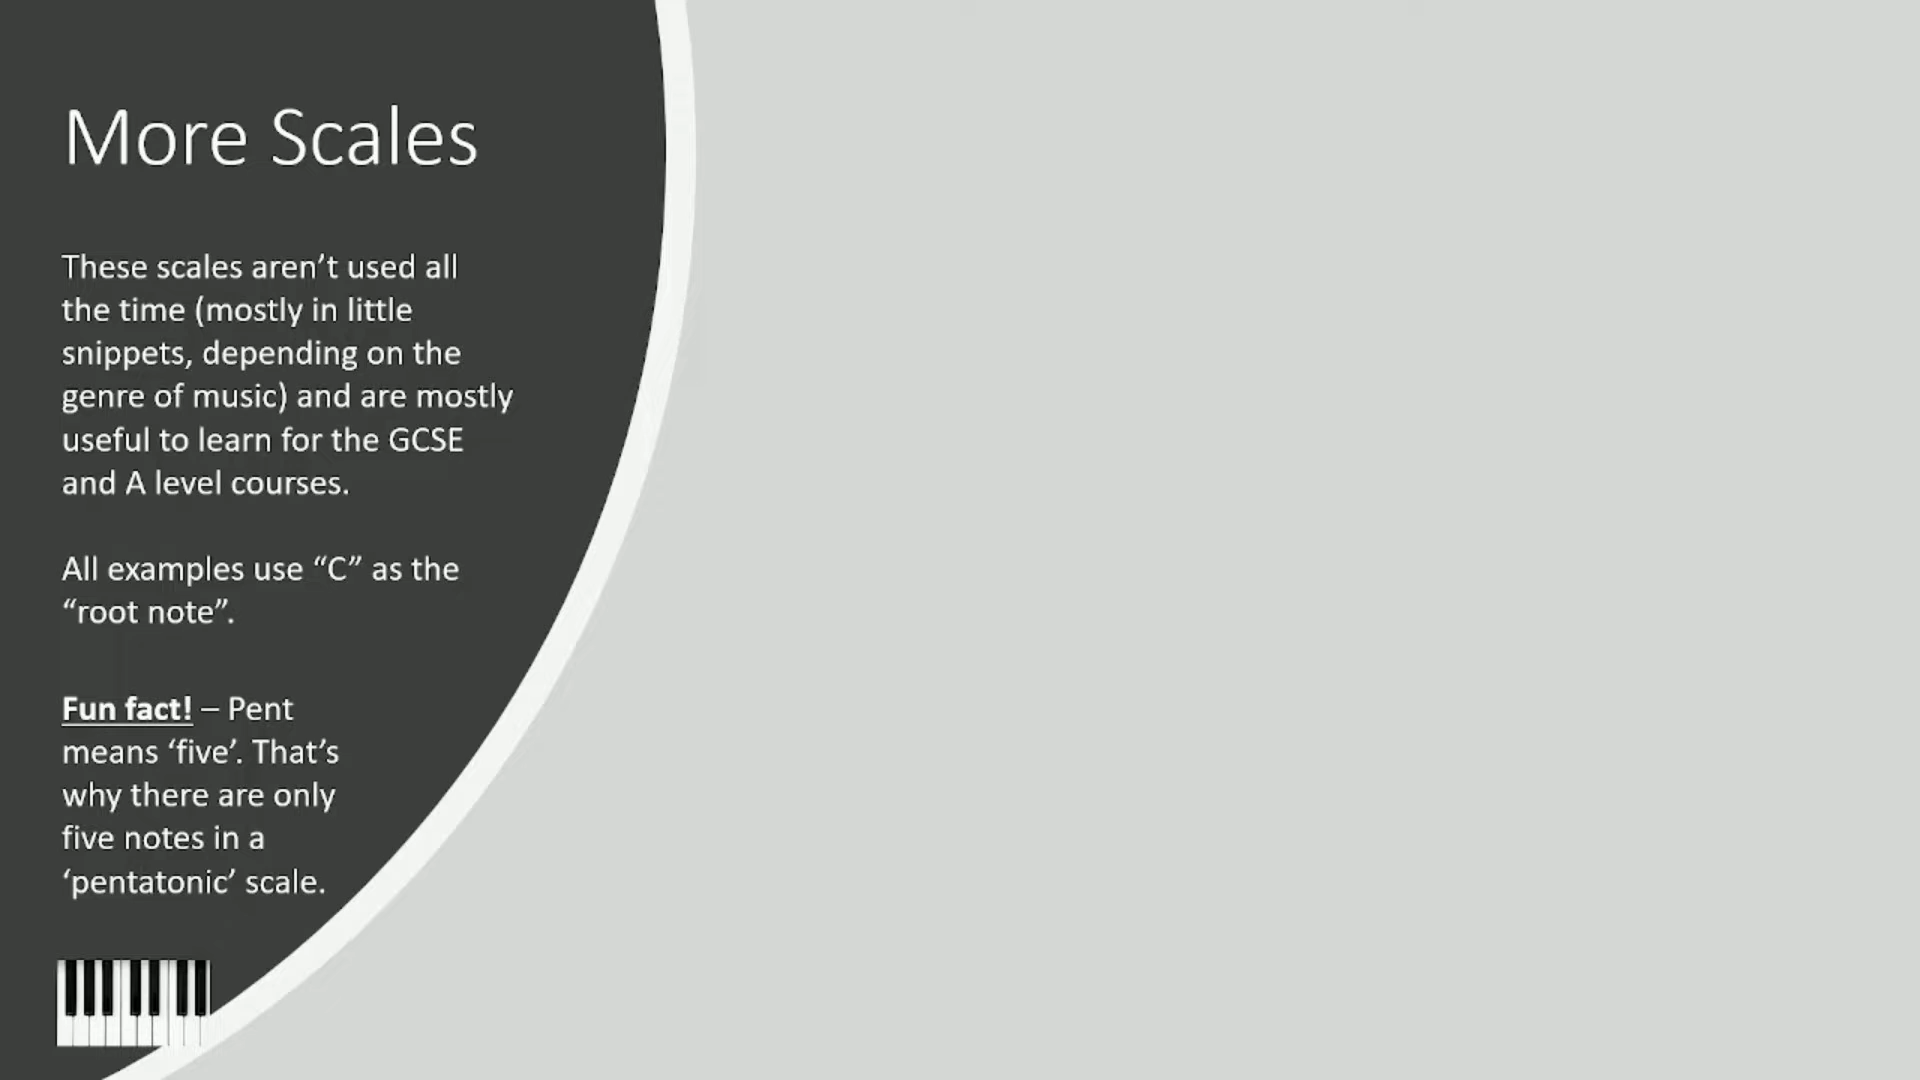 More Scales
These scales aren’t used all
the time (mostly in little
snippets, depending on the
genre of music) and are mostly
useful to learn for the GCSE
and A level courses.
All examples use “C” as the
“root note”.
Fun fact! – Pent
means ‘five’. That’s
why there are only
five notes in a
‘pentatonic’ scale.